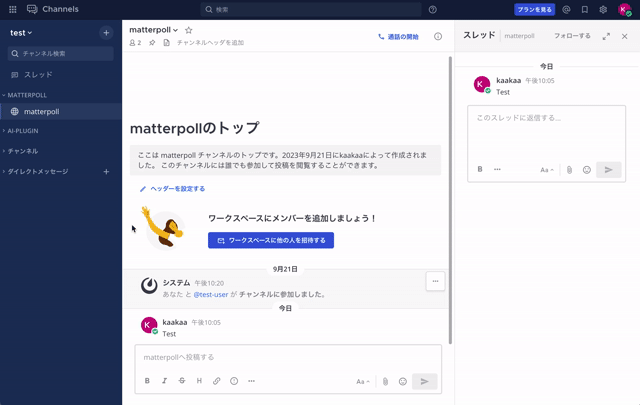 Channels
検索
プランを見る
test
チャンネル検索
スレッド
MATTERPOLL
matterpoll
AI-PLUGIN
チャンネル
ダイレクトメッセージ
matterpoll
2
チャンネルヘッダを追加
通話の開始
matterpollのトップ
ここは matterpoll チャンネルのトップです。2023年9月21日にkaakaaによって作成されま
した。 このチャンネルには誰でも参加して投稿を閲覧することができます。
ヘッダーを設定する
ワークスペースにメンバーを追加しましょう！
ワークスペースに他の人を招待する
9月21日
システム 午後10:20
あなた と @test-user が チャンネルに参加しました。
今日
kaakaa 午後10:05
Test
matterpollへ投稿する
B I S H
Aa
スレッド matterpoll フォローする
今日
kaakaa 午後10:05
Test
このスレッドに返信する...
B
Aa